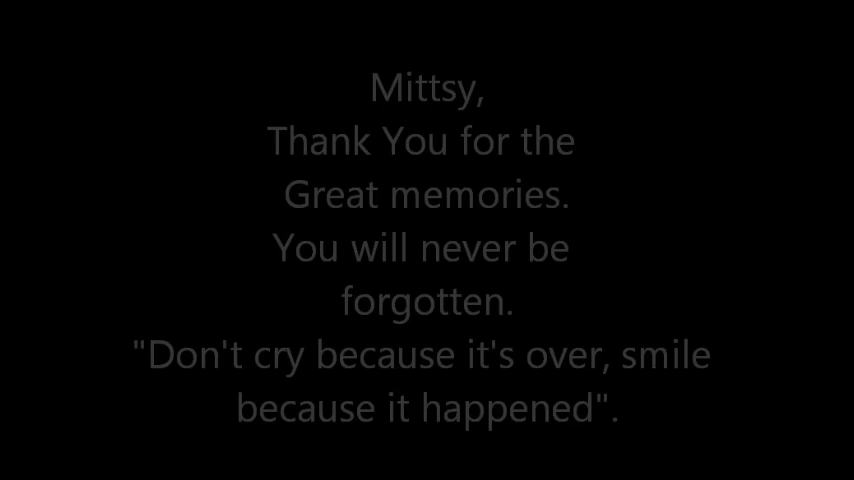 Mittsy,
Thank You for the
Great memories.
You will never be
forgotten.
"Don't cry because it's over, smile
because it happened".